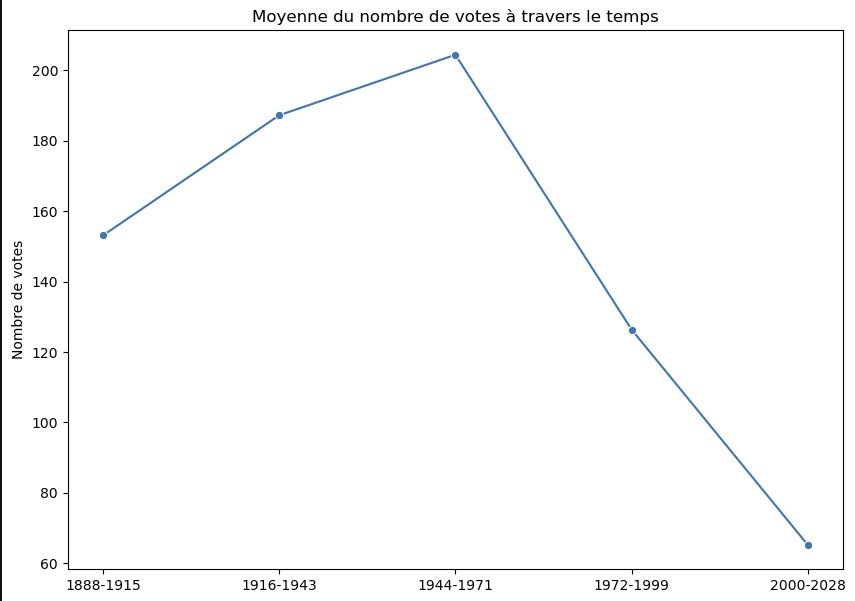 Moyenne du nombre de votes à travers le temps
Nombre de votes
200
180
160
140
120
100
80
60
1888-1915 1916-1943 1944-1971 1972-1999 2000-2028